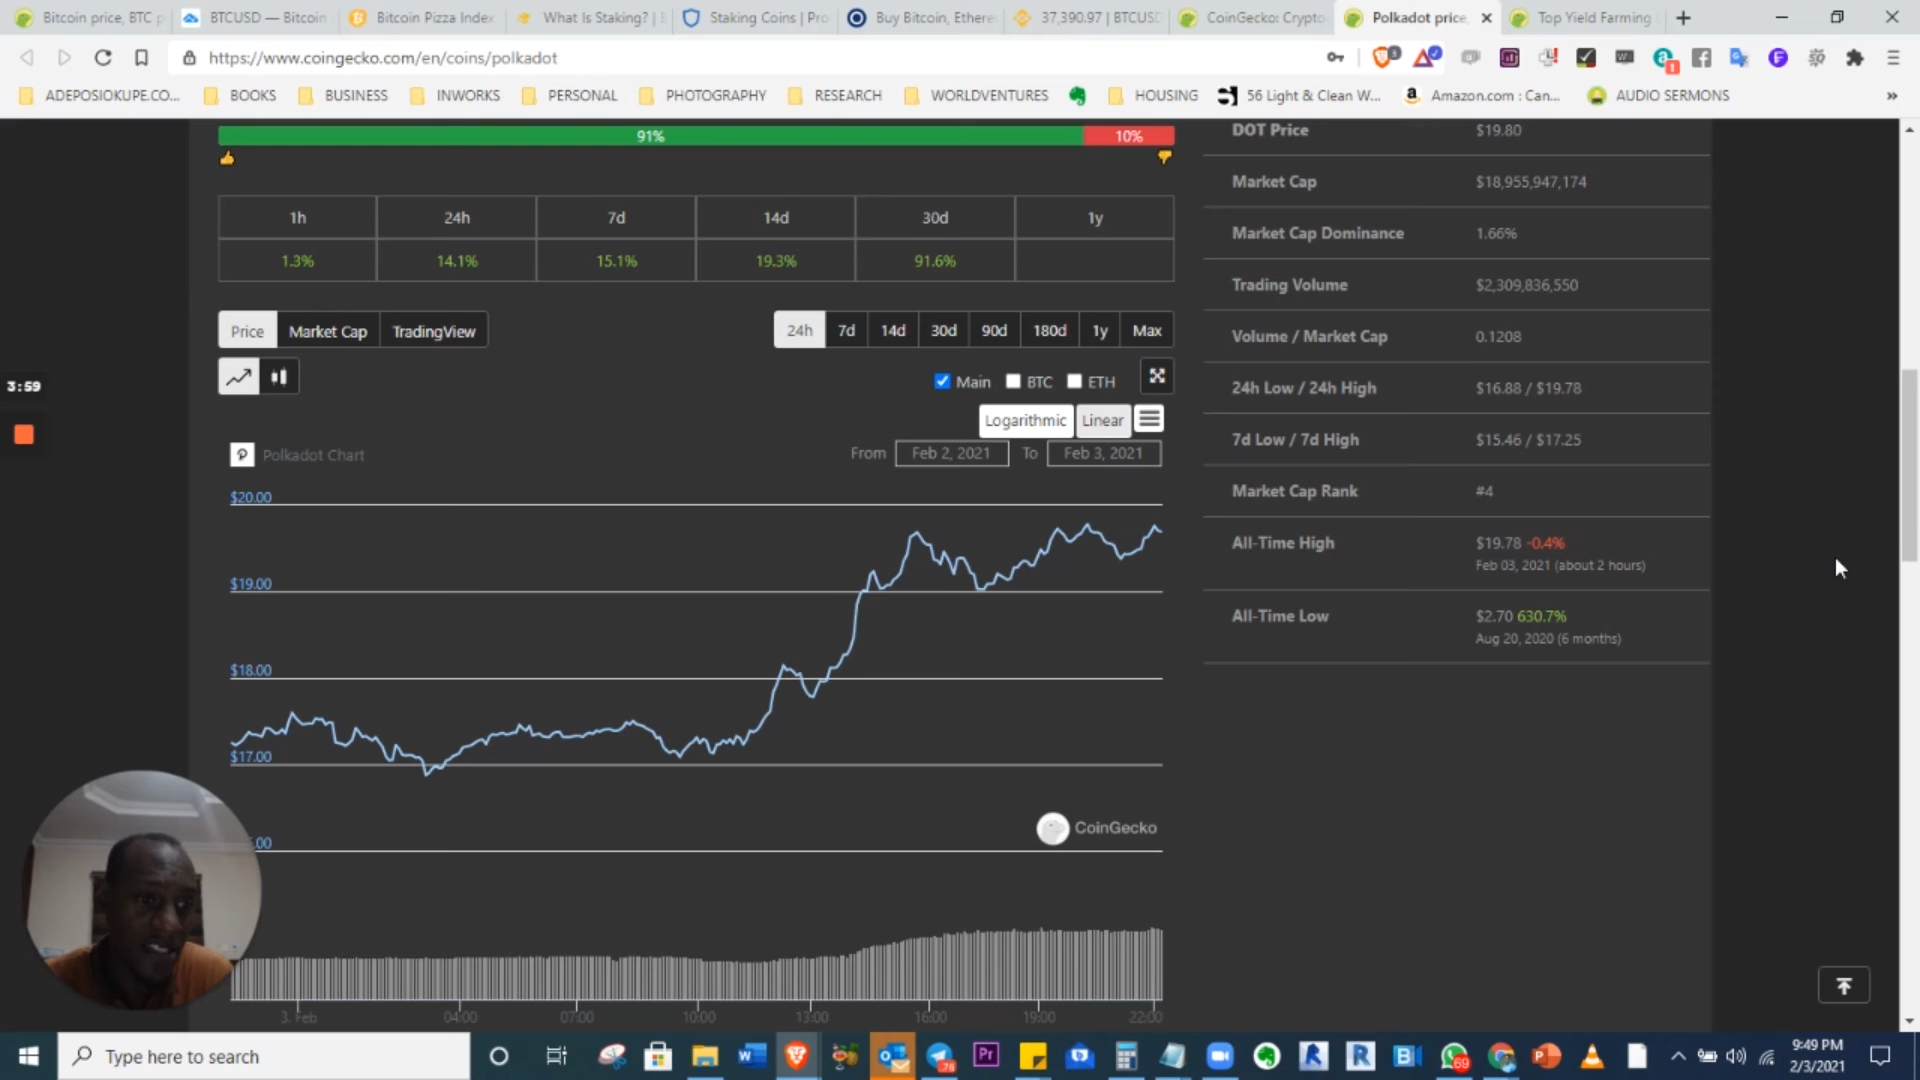 Bitcoin price, BTC p
BTCUSD — Bitcoin
Bitcoin Pizza Index
What Is Staking? |
Staking Coins | Pro
Buy Bitcoin, Ethere
37,390.97 | BTCUSD
CoinGecko: Crypto
Polkadot price,
Top Yield Farming
https://www.coingecko.com/en/coins/polkadot
ADEPOSIOKUPE.CO...
BOOKS
BUSINESS
INWORKS
PERSONAL
PHOTOGRAPHY
RESEARCH
WORLDVENTURES
HOUSING
56 Light & Clean W...
Amazon.com : Can...
AUDIO SERMONS
91%
10%
1h 24h 7d 14d 30d 1y
1.3% 14.1% 15.1% 19.3% 91.6%
Price Market Cap TradingView
24h 7d 14d 30d 90d 180d 1y Max
3:59
Main BTC ETH
Logarithmic Linear
Polkadot Chart
From Feb 2, 2021 To Feb 3, 2021
$20.00
$19.00
$18.00
$17.00
.00
CoinGecko
3. Feb 04:00 07:00 10:00 13:00 16:00 19:00 22:00
DOT Price $19.80
Market Cap $18,955,947,174
Market Cap Dominance 1.66%
Trading Volume $2,309,836,550
Volume / Market Cap 0.1208
24h Low / 24h High $16.88 / $19.78
7d Low / 7d High $15.46 / $17.25
Market Cap Rank #4
All-Time High $19.78 -0.4%
Feb 03, 2021 (about 2 hours)
All-Time Low $2.70 630.7%
Aug 20, 2020 (6 months)
Type here to search
9:49 PM
2/3/2021